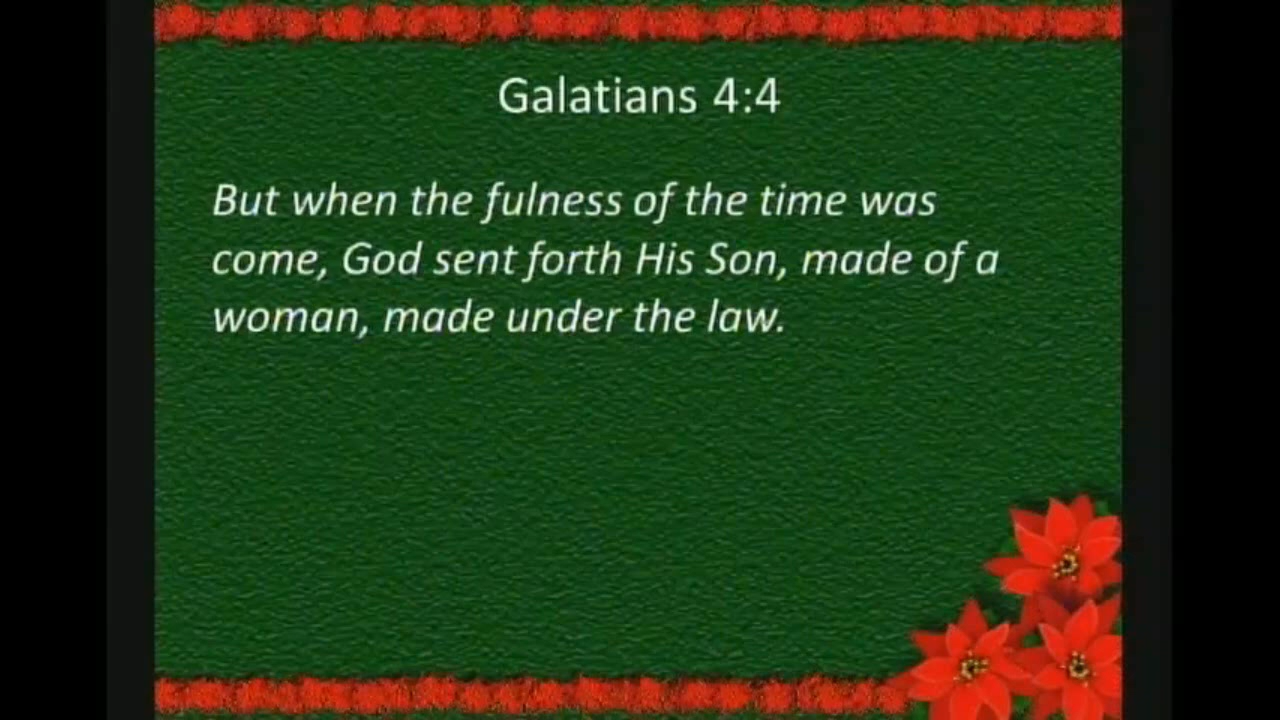 Galatians 4:4
But when the fulness of the time was
come, God sent forth His Son, made of a
woman, made under the law.